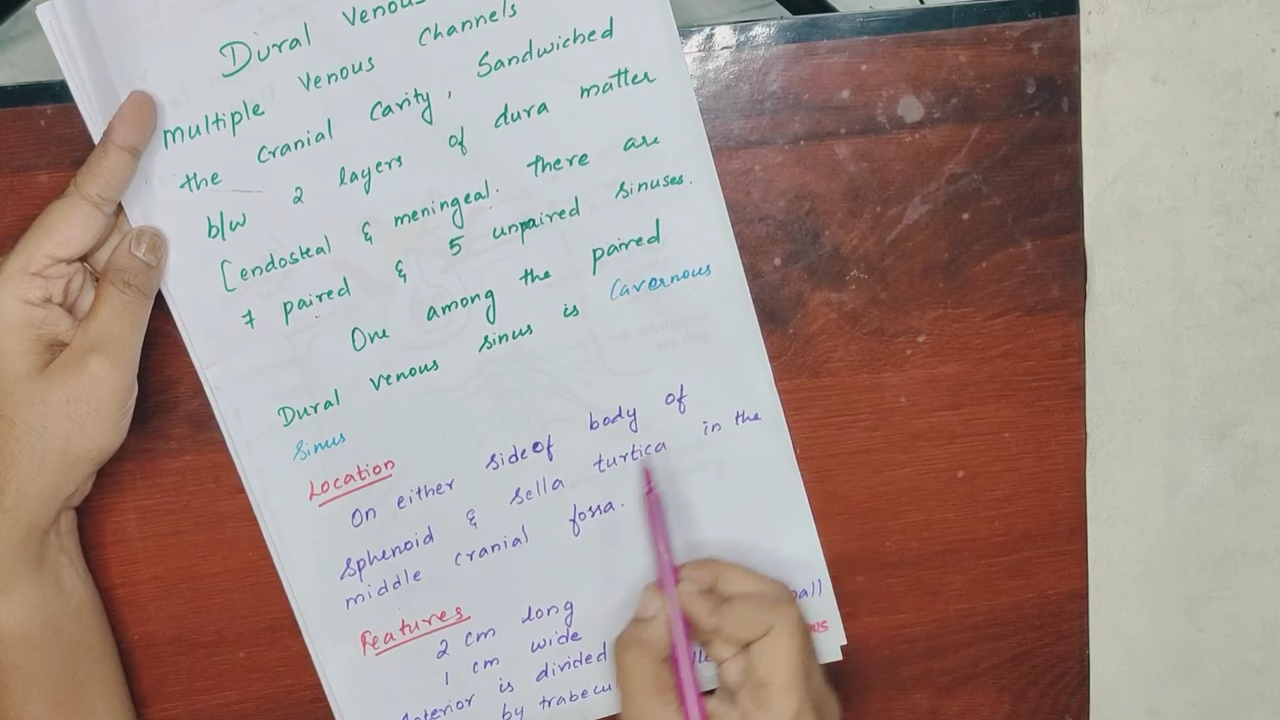 Dural Venous
Multiple Venous Channels
the cranial cavity, Sandwiched
b/w 2 layers of dura matter
[endosteal & meningeal. there are
7 paired & 5 unpaired sinuses.
One among the paired
Dural venous sinus is Cavernous
Sinus
Location
On either side of body of
sphenoid & sella turtica in the
middle cranial fossa.
Features
2 cm long
1 cm wide
is divided
by